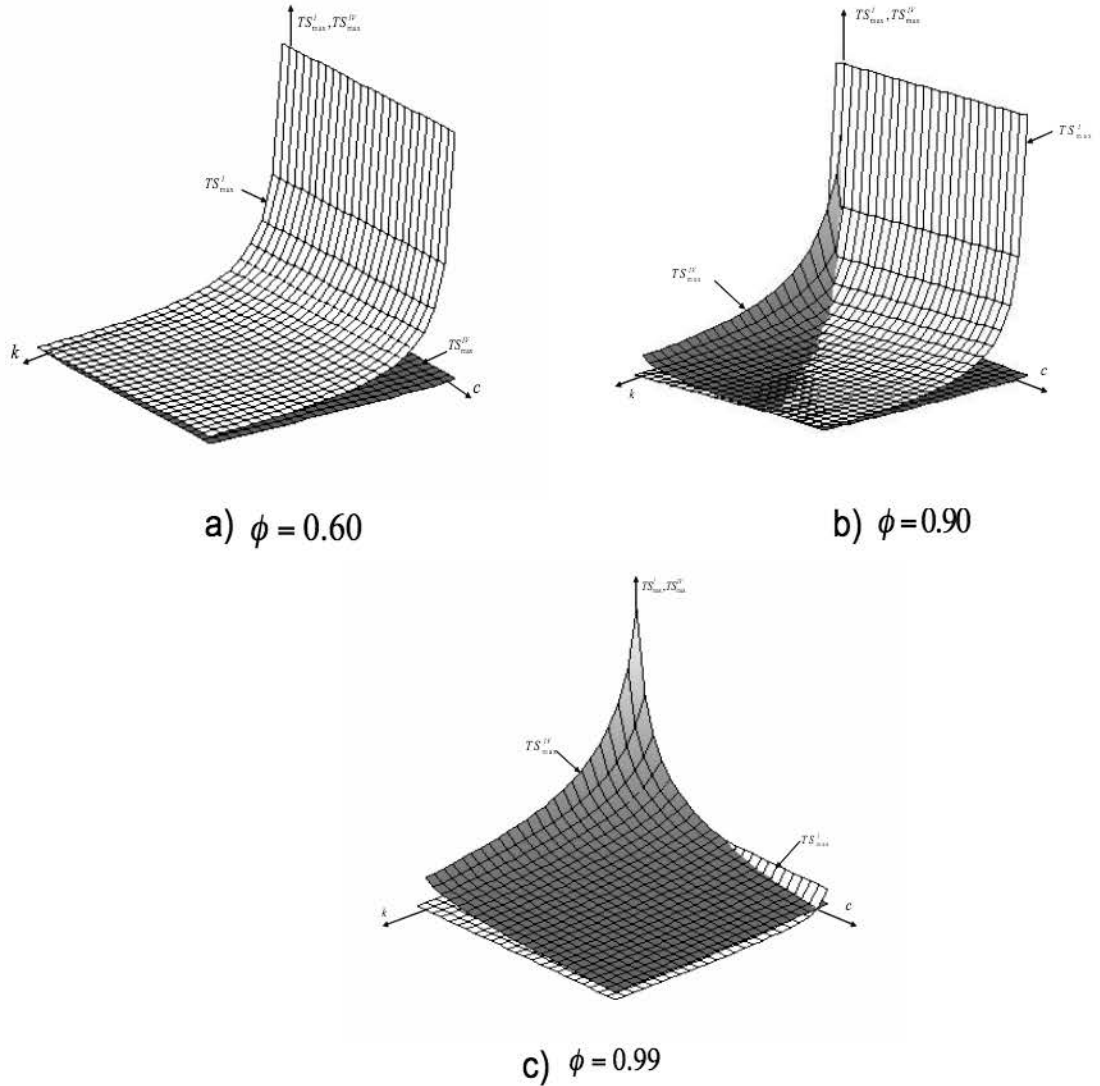 TS^I_max, TS^IV_max
TS^I_max
TS^IV_max
k
c
a) ϕ = 0.60
TS^I_max, TS^IV_max
TS^I_max
TS^IV_max
k
c
b) ϕ = 0.90
TS^I_max, TS^IV_max
TS^IV_max
TS^I_max
k
c
c) ϕ = 0.99